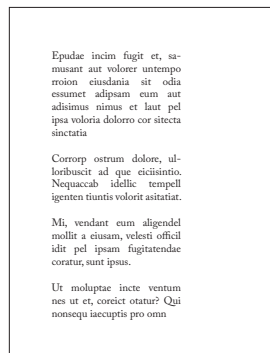 Epudae incim fugit et, sa-
musant aut volorer untempo
rroion eiusdania sit odia
essumet adipsam eum aut
adisimus nimus et laut pel
ipsa voloria dolorro cor sitecta
sinctatia
Corrorp ostrum dolore, ul-
loribuscit ad que eiciisintio.
Nequaccab idellic tempell
igenten tiuntis volorit asitatiat.
Mi, vendant eum aligendel
mollit a eiusam, velesti officil
idit pel ipsam fugitatendae
coratur, sunt ipsus.
Ut moluptae incte ventum
nes ut et, coreict otatur? Qui
nonsequ iaecuptis pro omn